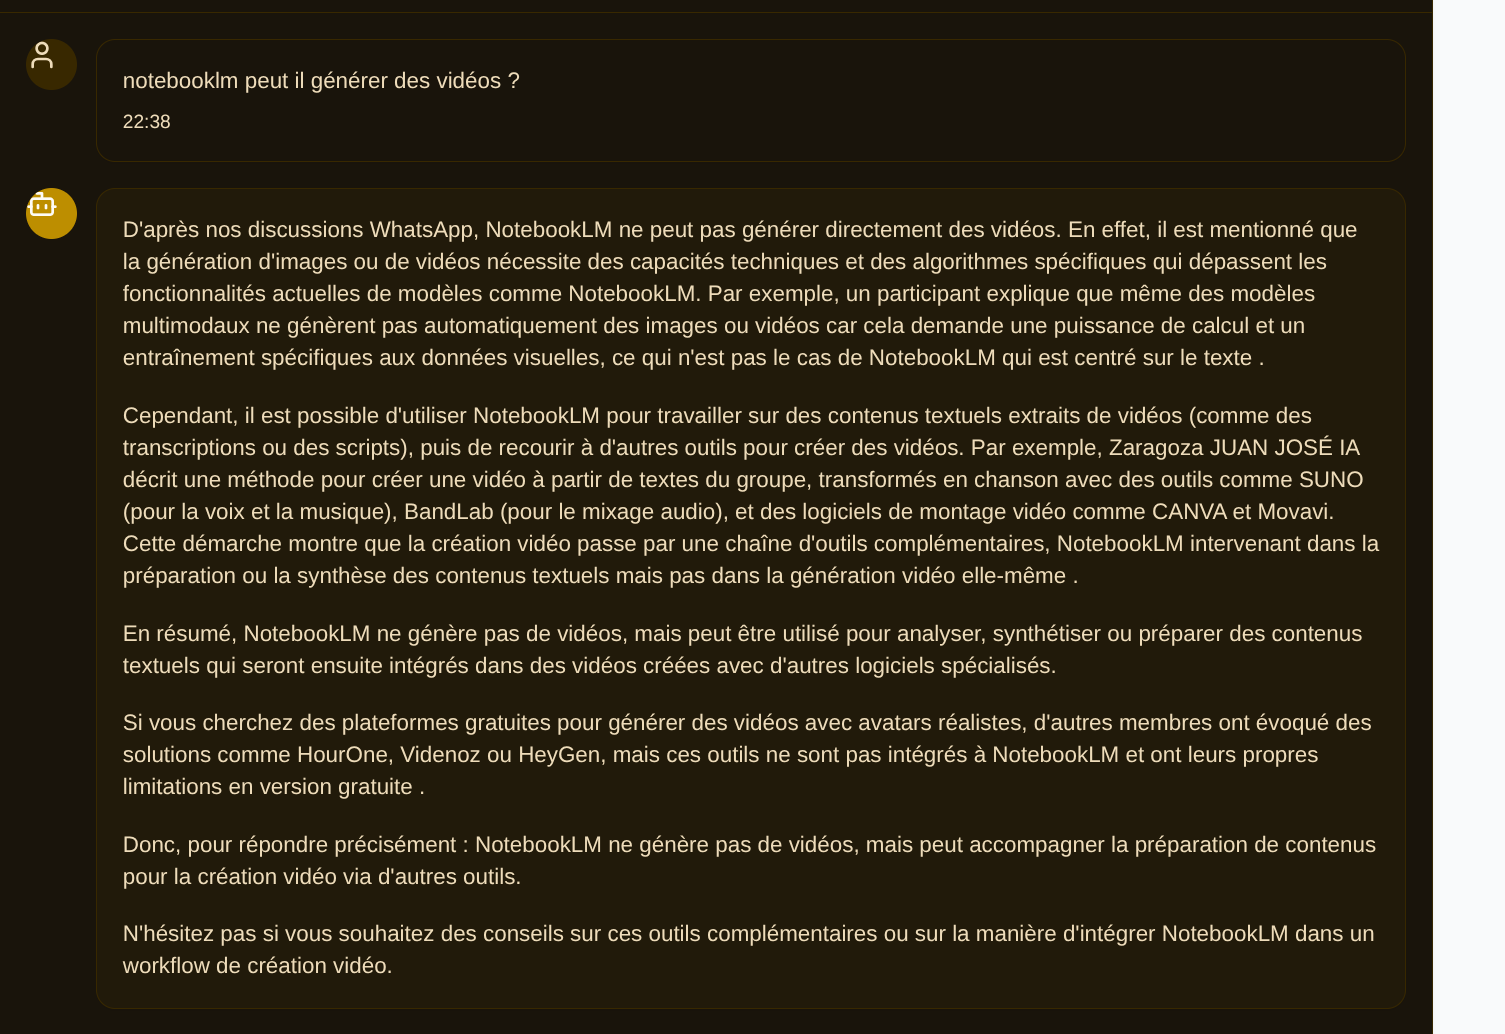 notebooklm peut il générer des vidéos ?
22:38
D'après nos discussions WhatsApp, NotebookLM ne peut pas générer directement des vidéos. En effet, il est mentionné que
la génération d'images ou de vidéos nécessite des capacités techniques et des algorithmes spécifiques qui dépassent les
fonctionnalités actuelles de modèles comme NotebookLM. Par exemple, un participant explique que même des modèles
multimodaux ne génèrent pas automatiquement des images ou vidéos car cela demande une puissance de calcul et un
entraînement spécifiques aux données visuelles, ce qui n'est pas le cas de NotebookLM qui est centré sur le texte .
Cependant, il est possible d'utiliser NotebookLM pour travailler sur des contenus textuels extraits de vidéos (comme des
transcriptions ou des scripts), puis de recourir à d'autres outils pour créer des vidéos. Par exemple, Zaragoza JUAN JOSÉ IA
décrit une méthode pour créer une vidéo à partir de textes du groupe, transformés en chanson avec des outils comme SUNO
(pour la voix et la musique), BandLab (pour le mixage audio), et des logiciels de montage vidéo comme CANVA et Movavi.
Cette démarche montre que la création vidéo passe par une chaîne d'outils complémentaires, NotebookLM intervenant dans la
préparation ou la synthèse des contenus textuels mais pas dans la génération vidéo elle-même .
En résumé, NotebookLM ne génère pas de vidéos, mais peut être utilisé pour analyser, synthétiser ou préparer des contenus
textuels qui seront ensuite intégrés dans des vidéos créées avec d'autres logiciels spécialisés.
Si vous cherchez des plateformes gratuites pour générer des vidéos avec avatars réalistes, d'autres membres ont évoqué des
solutions comme HourOne, Videnoz ou HeyGen, mais ces outils ne sont pas intégrés à NotebookLM et ont leurs propres
limitations en version gratuite .
Donc, pour répondre précisément : NotebookLM ne génère pas de vidéos, mais peut accompagner la préparation de contenus
pour la création vidéo via d'autres outils.
N'hésitez pas si vous souhaitez des conseils sur ces outils complémentaires ou sur la manière d'intégrer NotebookLM dans un
workflow de création vidéo.